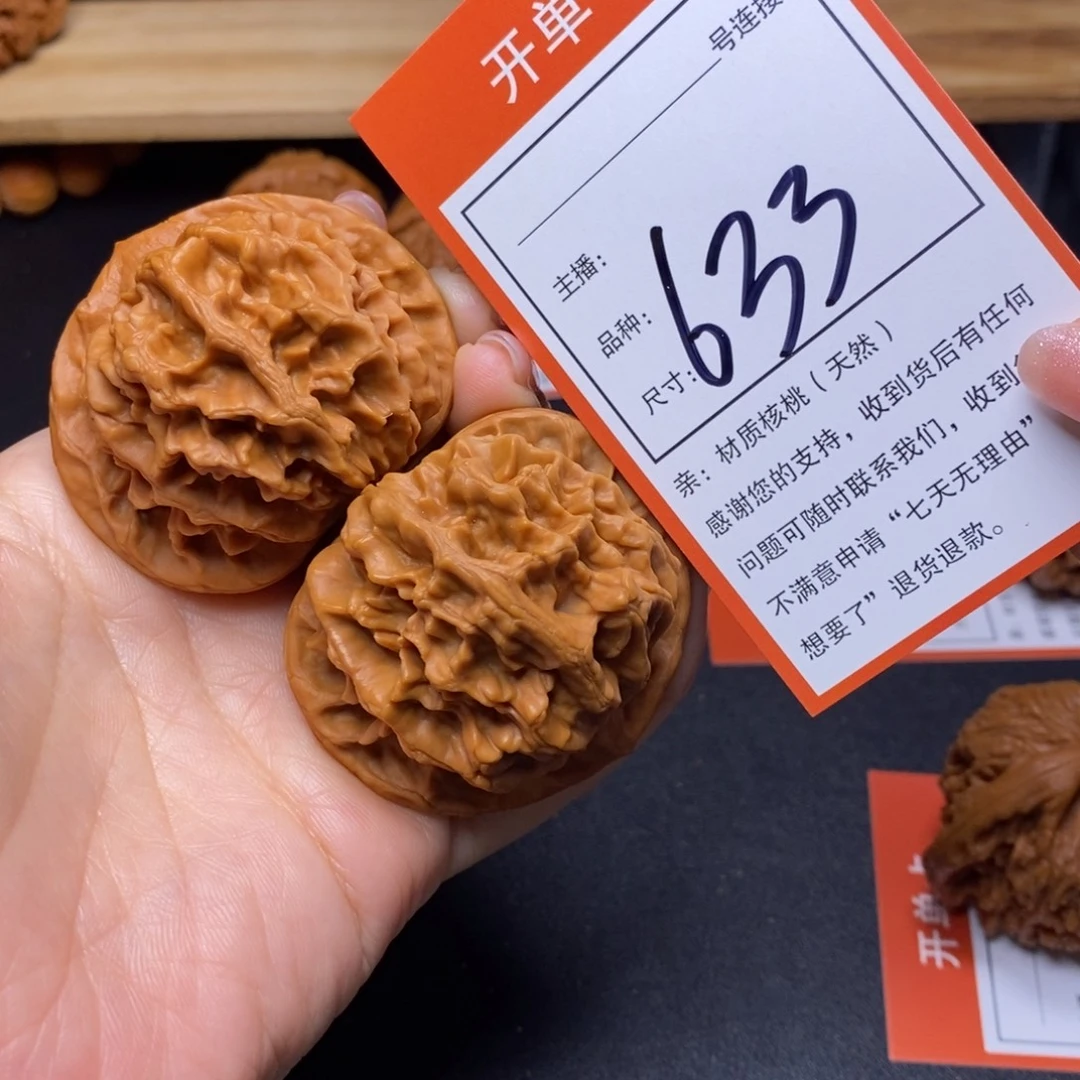 开单
号连接
主播：
品种：
尺寸：
633
亲：材质核桃（天然）
感谢您的支持，收到货后有任何
问题可随时联系我们，收到
不满意申请“七天无理由”
想要了”退货退款。
开单